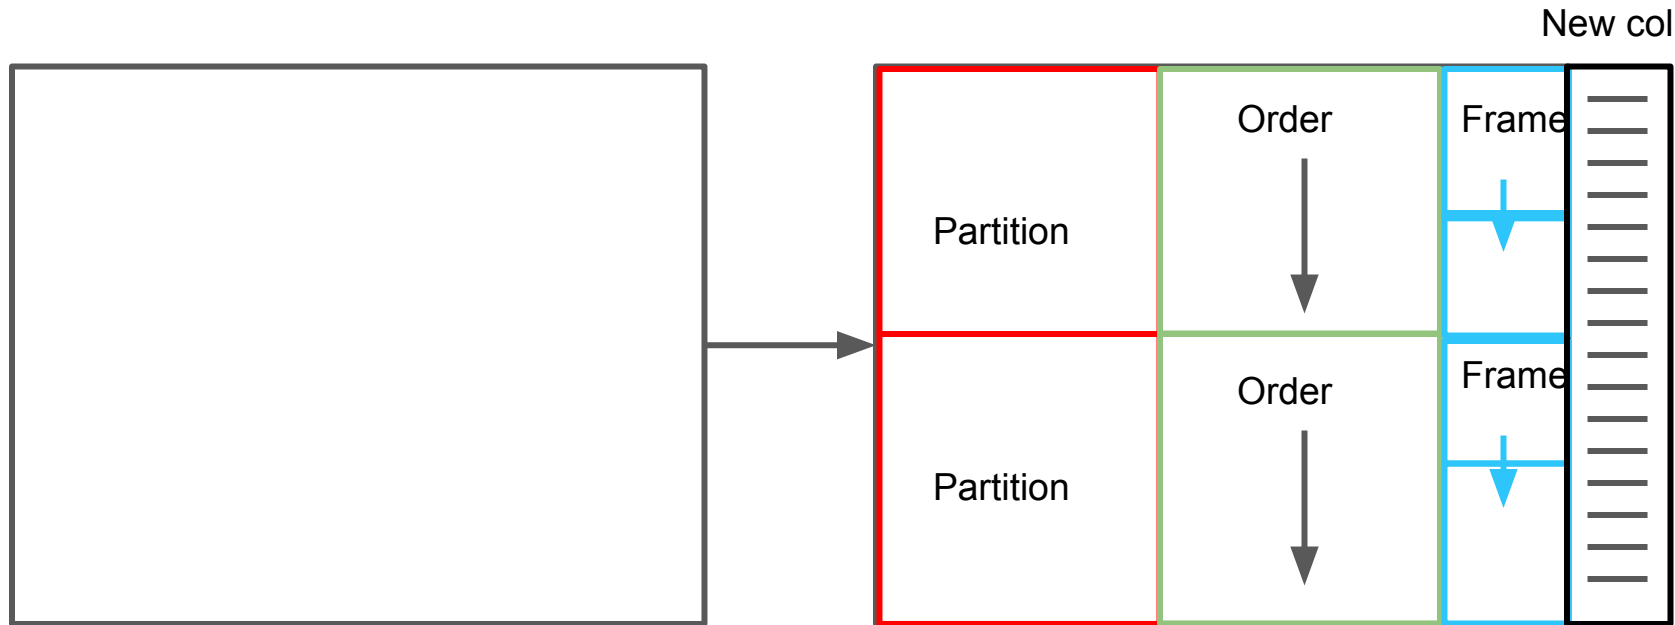 New col
Order
Frame
Partition
Frame
Order
Partition